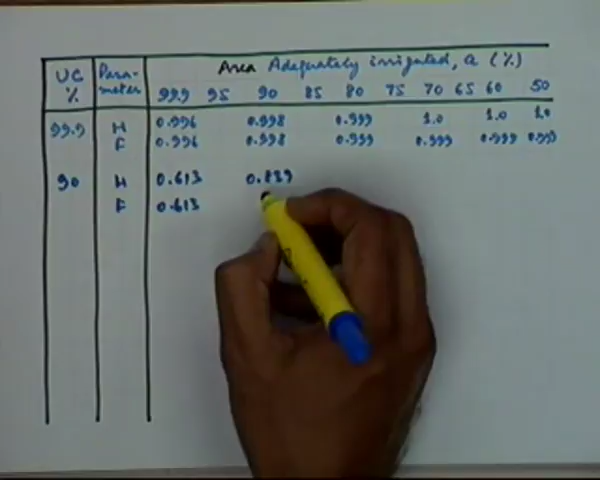 Area Adequately irrigated, a (%)
UC % Para-meter 99.9 95 90 85 80 75 70 65 60 50
99.9 H 0.996 0.998 0.999 1.0 1.0 1.0
F 0.996 0.998 0.999 0.999 0.999 0.999
90 H 0.613 0.839
F 0.613